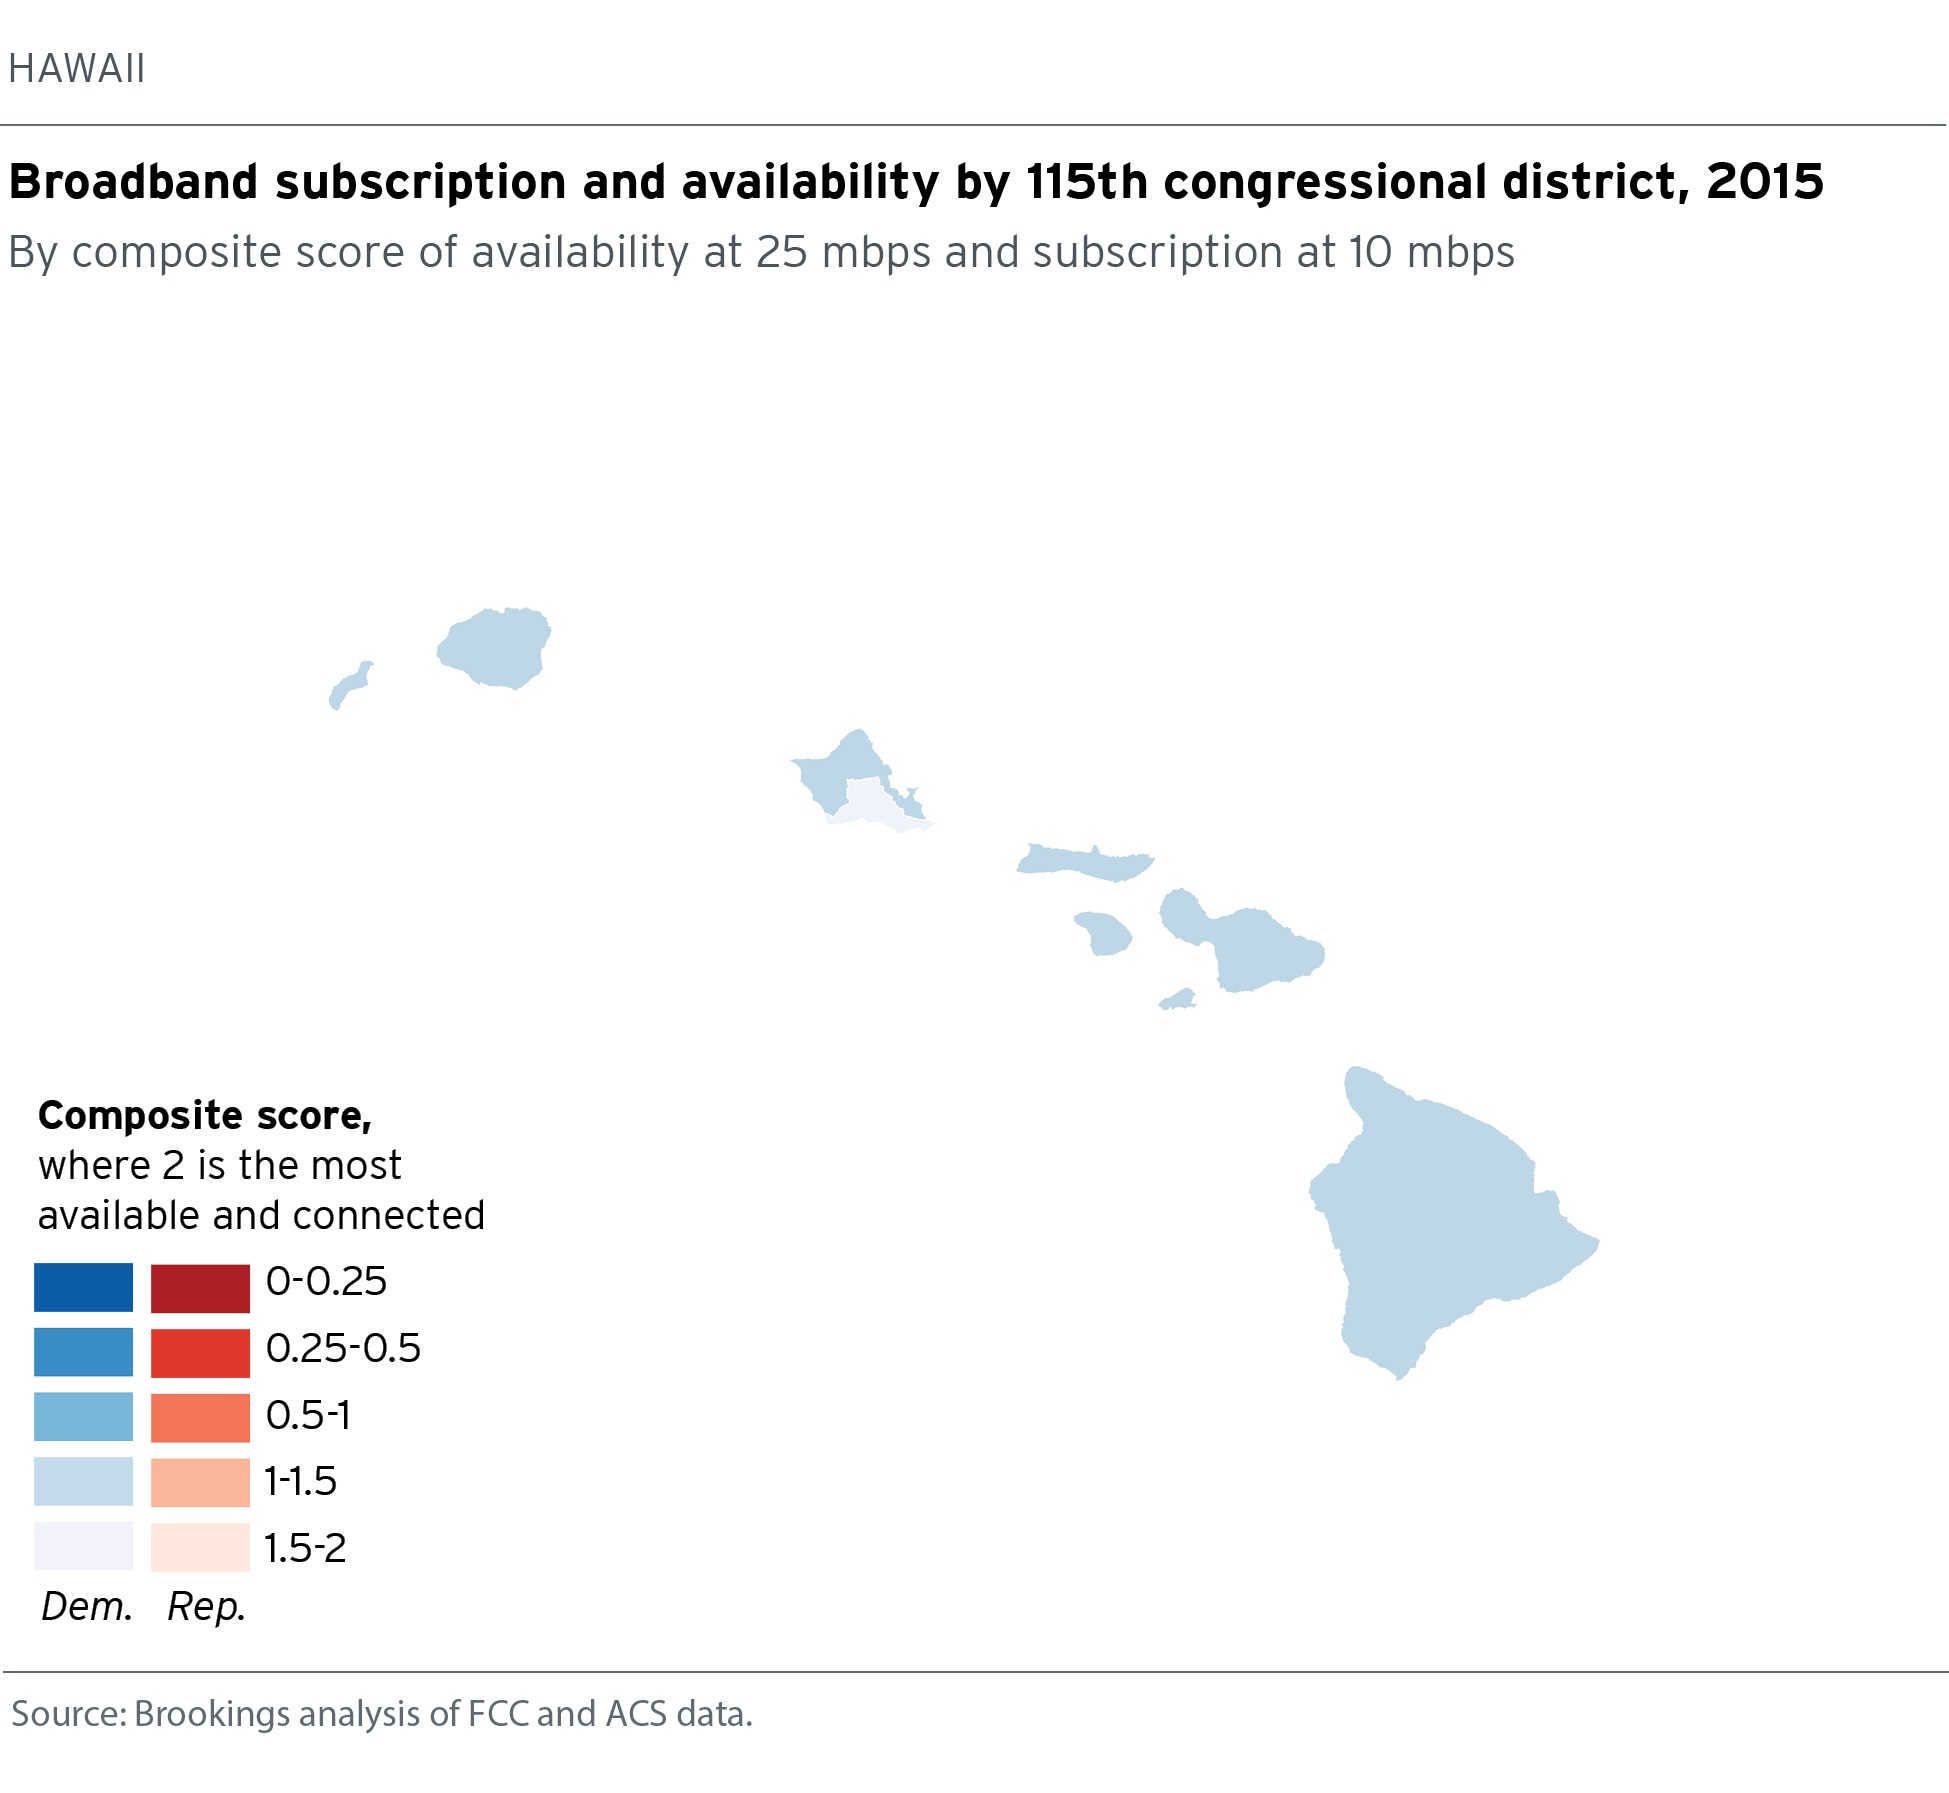 HAWAII
Broadband subscription and availability by 115th congressional district, 2015
By composite score of availability at 25 mbps and subscription at 10 mbps
Composite score,
where 2 is the most
available and connected
0-0.25
0.25-0.5
0.5-1
1-1.5
1.5-2
Dem. Rep.
Source: Brookings analysis of FCC and ACS data.